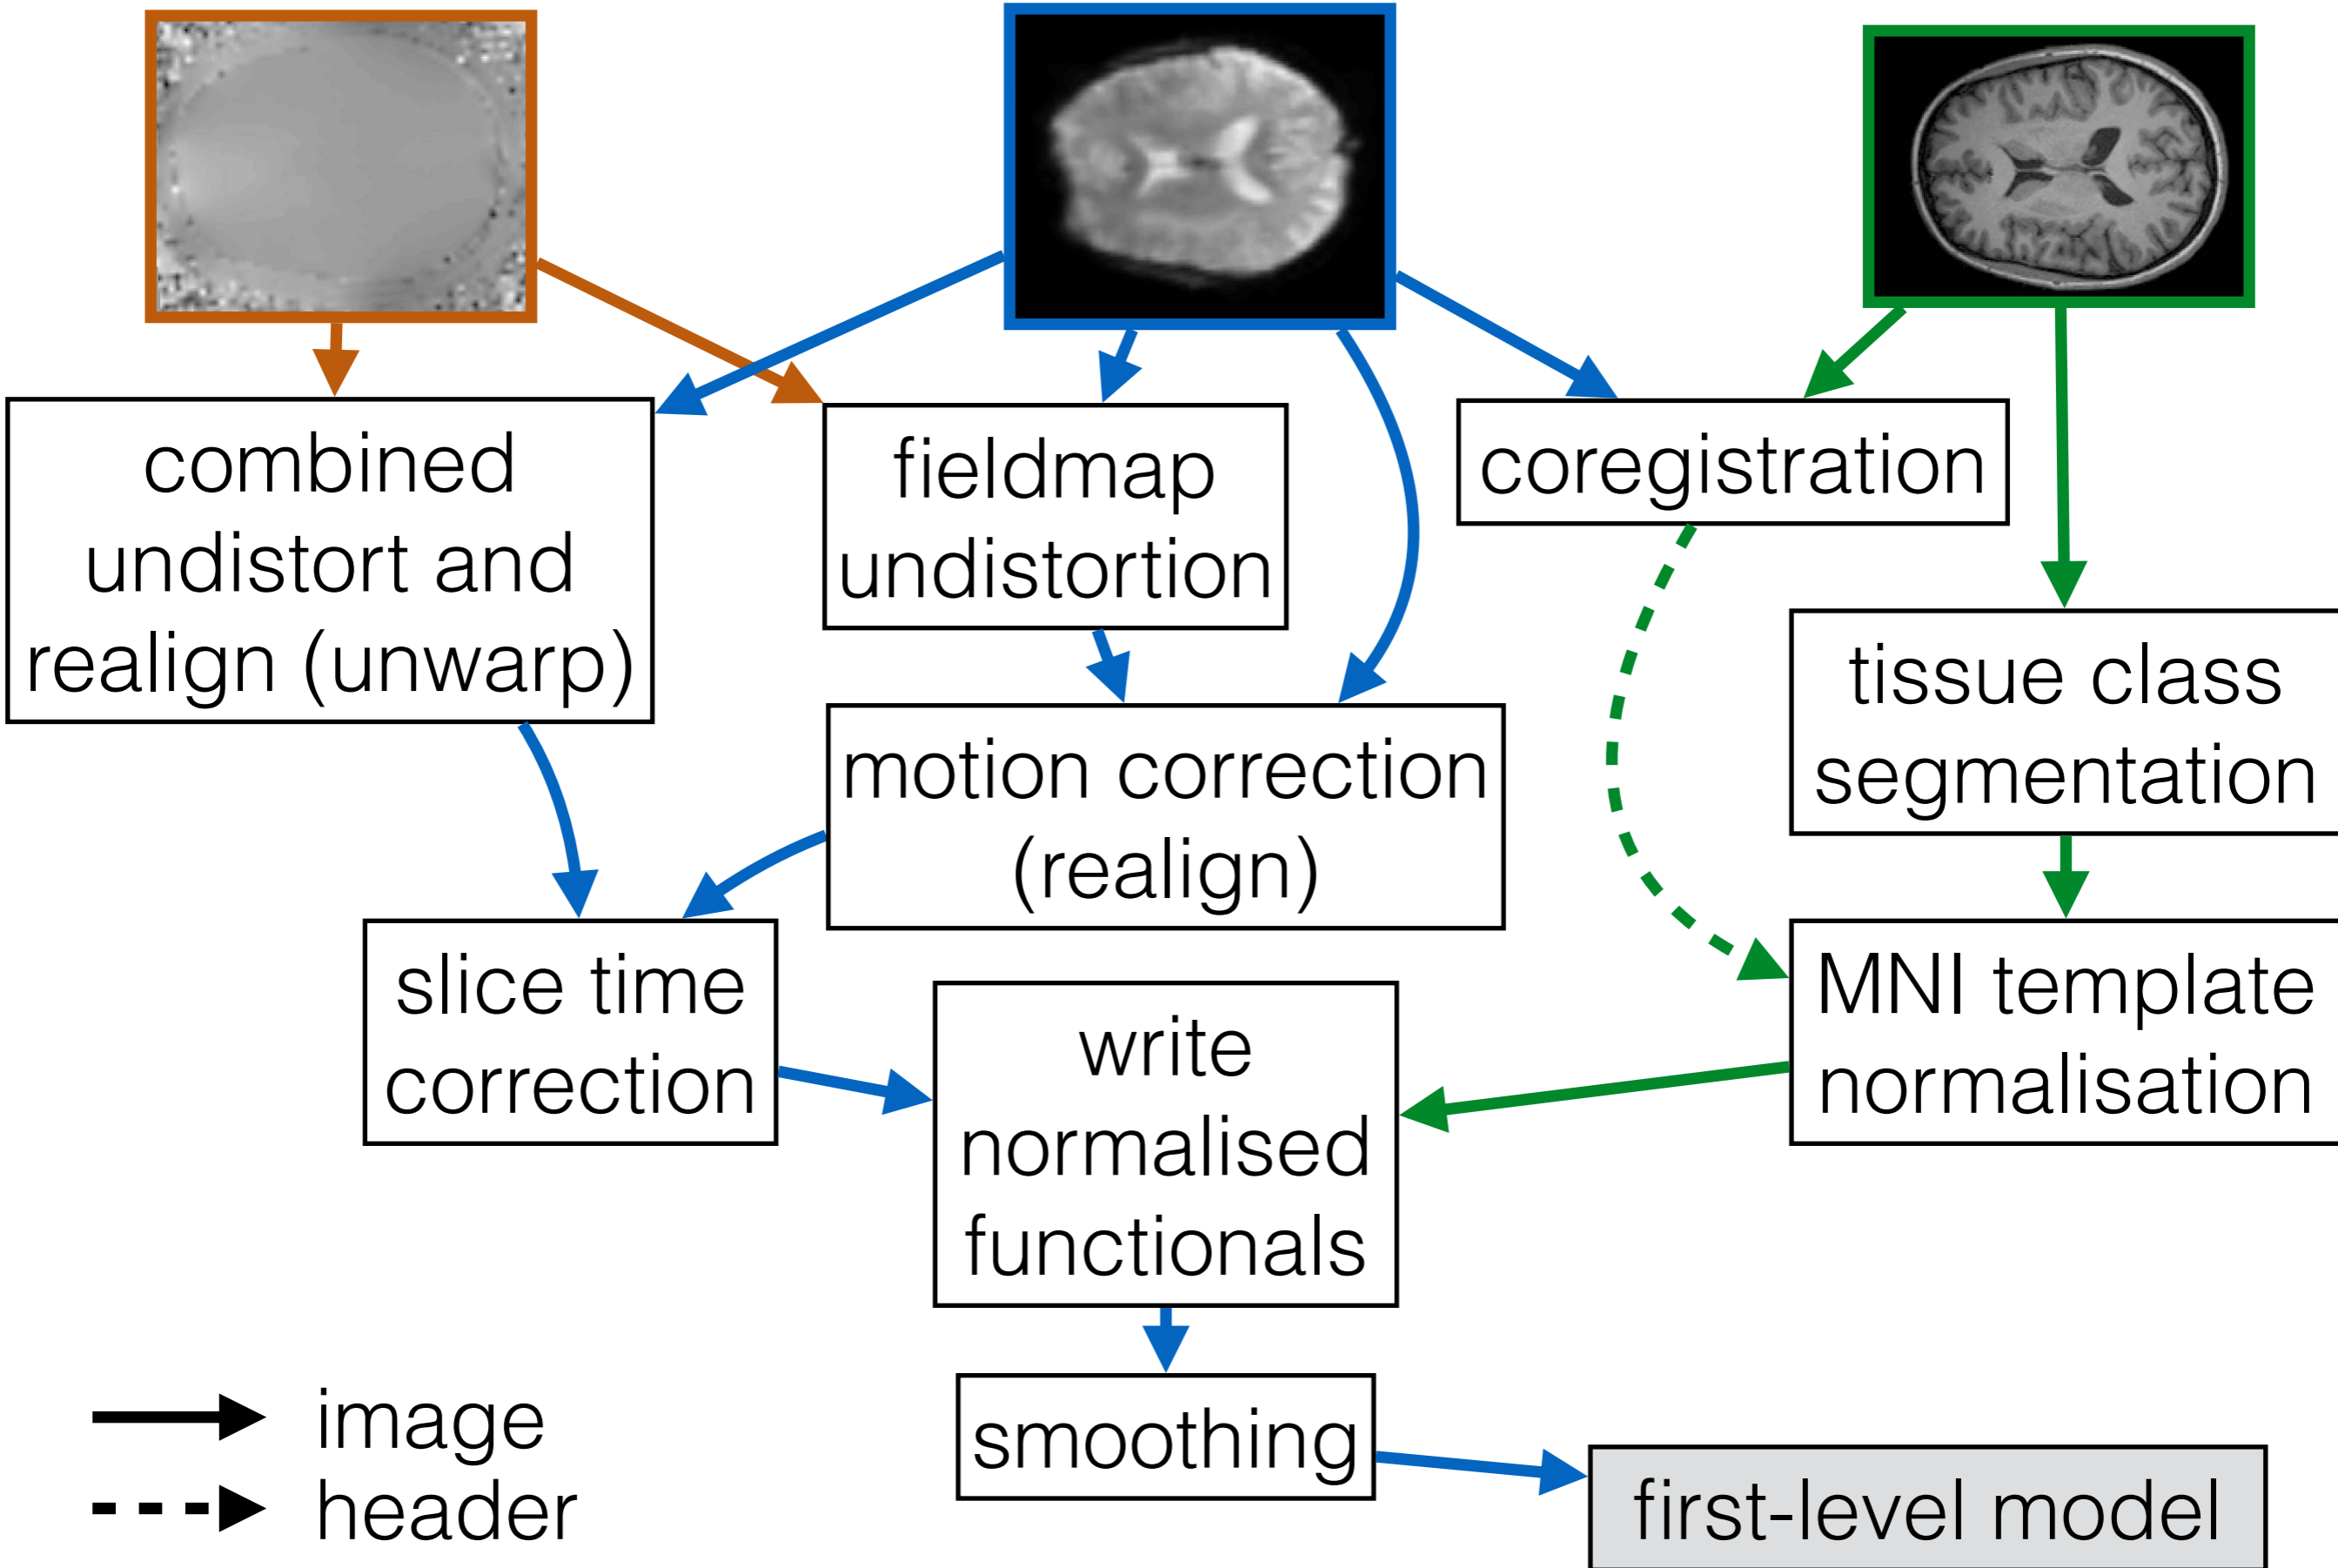 combined
undistort and
realign (unwarp)
fieldmap
undistortion
coregistration
tissue class
segmentation
motion correction
(realign)
slice time
correction
write
normalised
functionals
MNI template
normalisation
smoothing
first-level model
image
header